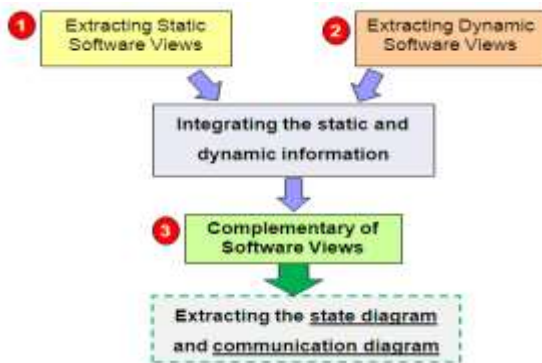 1
Extracting Static
Software Views
2
Extracting Dynamic
Software Views
Integrating the static and
dynamic information
3
Complementary of
Software Views
Extracting the state diagram
and communication diagram